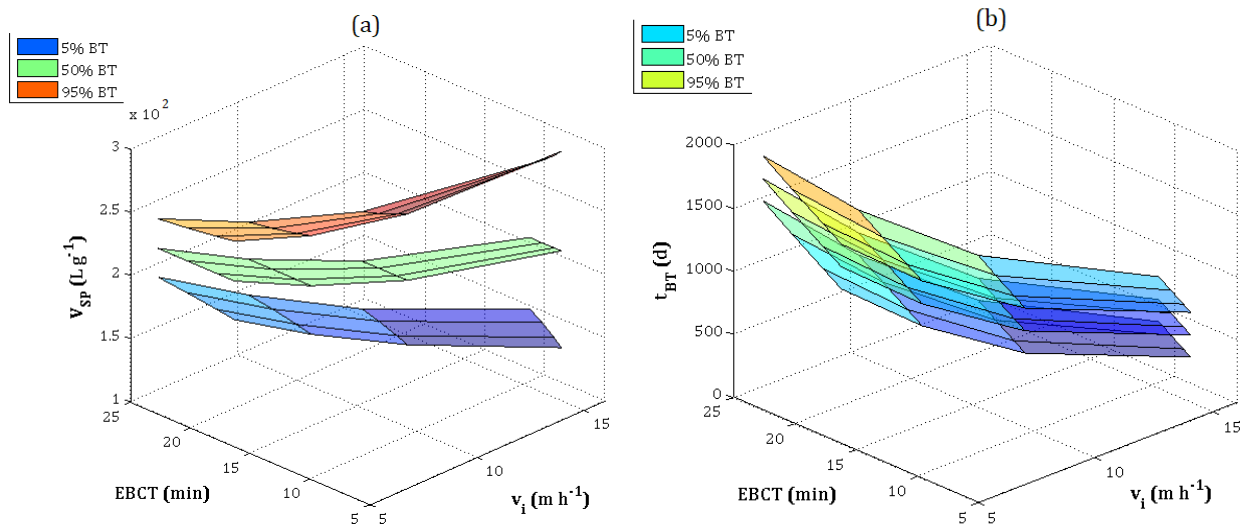 (a)
5% BT
50% BT
95% BT
x 10²
3
2.5
2
1.5
1
v_SP (L g⁻¹)
25
20
15
10
5
EBCT (min)
5
10
15
v_i (m h⁻¹)
(b)
5% BT
50% BT
95% BT
2000
1500
1000
500
0
t_BT (d)
25
20
15
10
5
EBCT (min)
5
10
15
v_i (m h⁻¹)